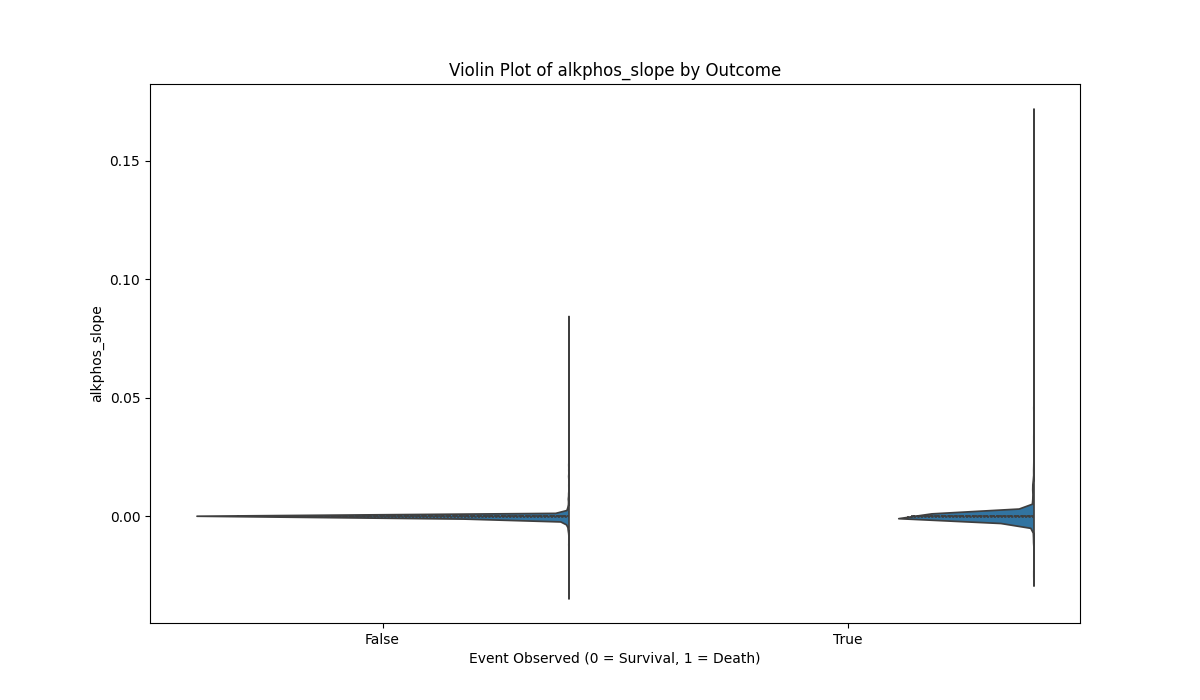 Violin Plot of alkphos_slope by Outcome
0.15
0.10
0.05
0.00
alkphos_slope
False
True
Event Observed (0 = Survival, 1 = Death)